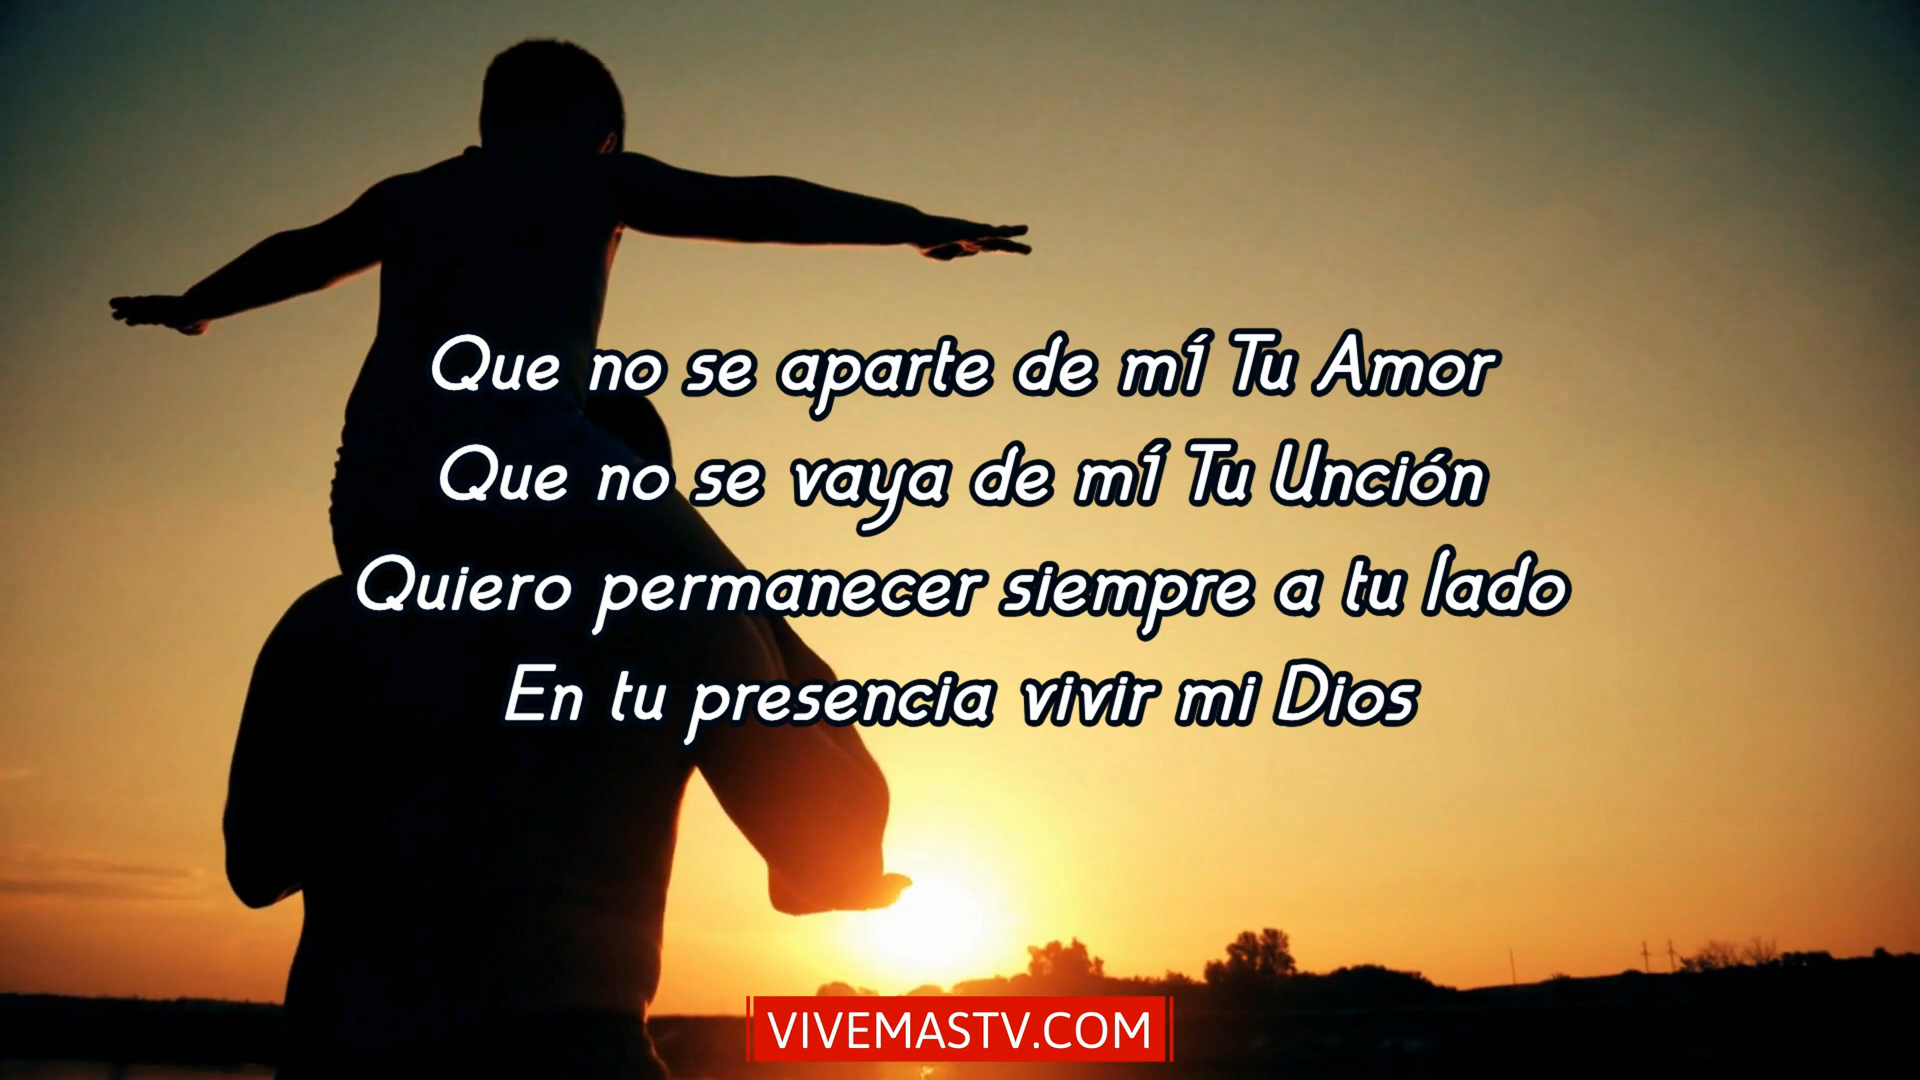 Que no se aparte de mí Tu Amor
Que no se vaya de mí Tu Unción
Quiero permanecer siempre a tu lado
En tu presencia vivir mi Dios
VIVEMASTV.COM